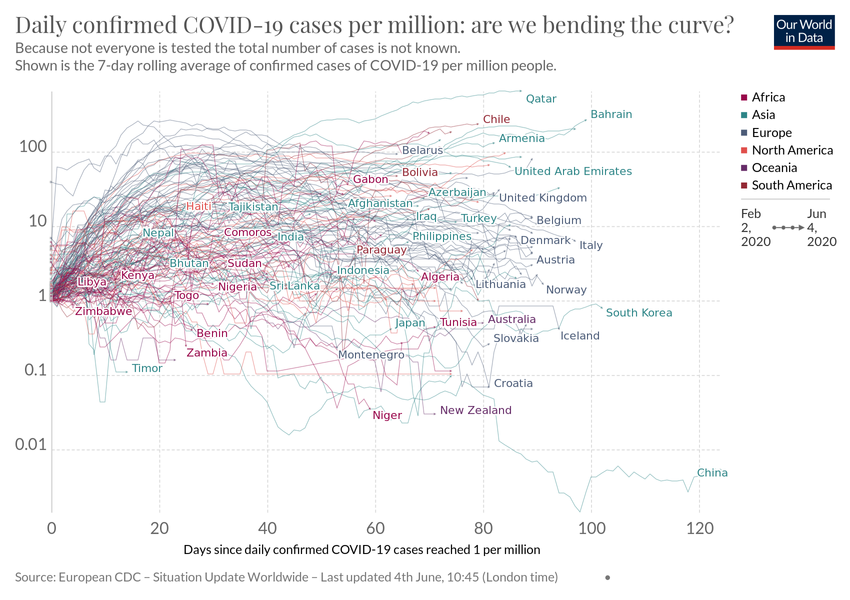 Daily confirmed COVID-19 cases per million: are we bending the curve?
Because not everyone is tested the total number of cases is not known.
Shown is the 7-day rolling average of confirmed cases of COVID-19 per million people.
Our World
in Data
Africa
Asia
Europe
North America
Oceania
South America
Feb
2,
2020
Jun
4,
2020
100
10
1
0.1
0.01
Qatar
Chile
Bahrain
Armenia
Belarus
Bolivia
United Arab Emirates
Gabon
Azerbaijan
United Kingdom
Haiti
Tajikistan
Afghanistan
Iraq
Turkey
Belgium
Nepal
Comoros
India
Philippines
Denmark
Italy
Paraguay
Austria
Bhutan
Sudan
Indonesia
Kenya
Libya
Algeria
Nigeria
Sri Lanka
Lithuania
Norway
Togo
Zimbabwe
South Korea
Japan
Tunisia
Australia
Benin
Slovakia
Iceland
Zambia
Montenegro
Timor
Croatia
Niger
New Zealand
China
0
20
40
60
80
100
120
Days since daily confirmed COVID-19 cases reached 1 per million
Source: European CDC – Situation Update Worldwide – Last updated 4th June, 10:45 (London time)